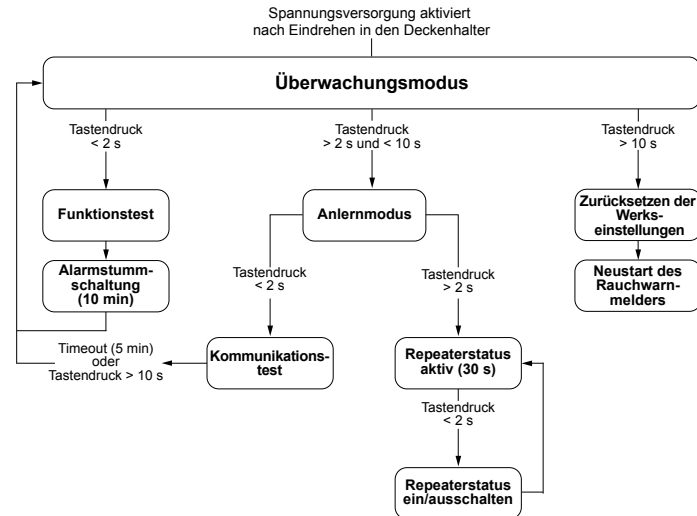 Spannungsversorgung aktiviert
nach Eindrehen in den Deckenhalter
Überwachungsmodus
Tastendruck
< 2 s
Tastendruck
> 2 s und < 10 s
Tastendruck
> 10 s
Funktionstest
Anlernmodus
Zurücksetzen der
Werks-
einstellungen
Alarmstumm-
schaltung
(10 min)
Tastendruck
< 2 s
Tastendruck
> 2 s
Neustart des
Rauchwarn-
melders
Timeout (5 min)
oder
Tastendruck > 10 s
Kommunikations-
test
Repeaterstatus
aktiv (30 s)
Tastendruck
< 2 s
Repeaterstatus
ein/ausschalten